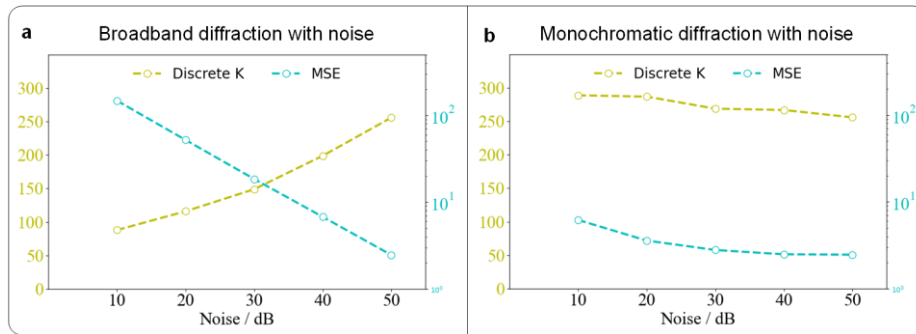 a Broadband diffraction with noise
Discrete K MSE
300
250
200
150
100
50
0
10²
10¹
10⁰
10 20 30 40 50
Noise / dB
b Monochromatic diffraction with noise
Discrete K MSE
300
250
200
150
100
50
0
10²
10¹
10⁰
10 20 30 40 50
Noise / dB